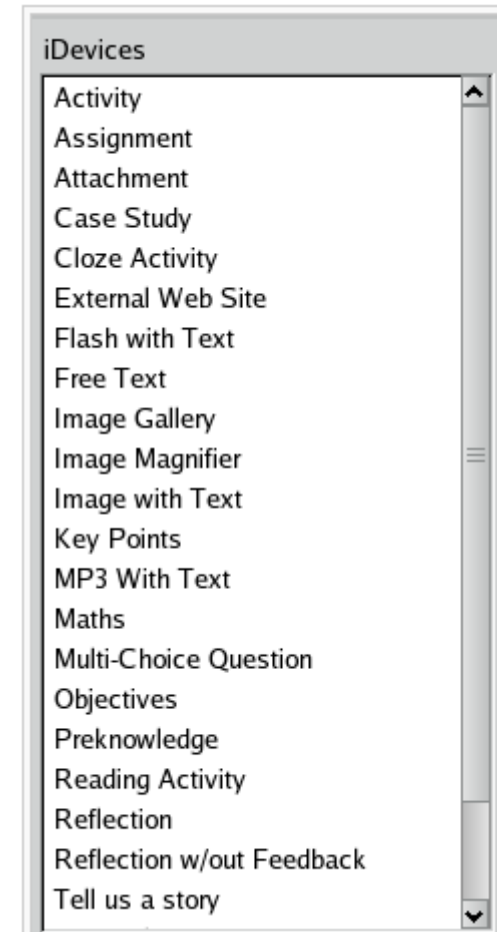 iDevices
Activity
Assignment
Attachment
Case Study
Cloze Activity
External Web Site
Flash with Text
Free Text
Image Gallery
Image Magnifier
Image with Text
Key Points
MP3 With Text
Maths
Multi-Choice Question
Objectives
Preknowledge
Reading Activity
Reflection
Reflection w/out Feedback
Tell us a story